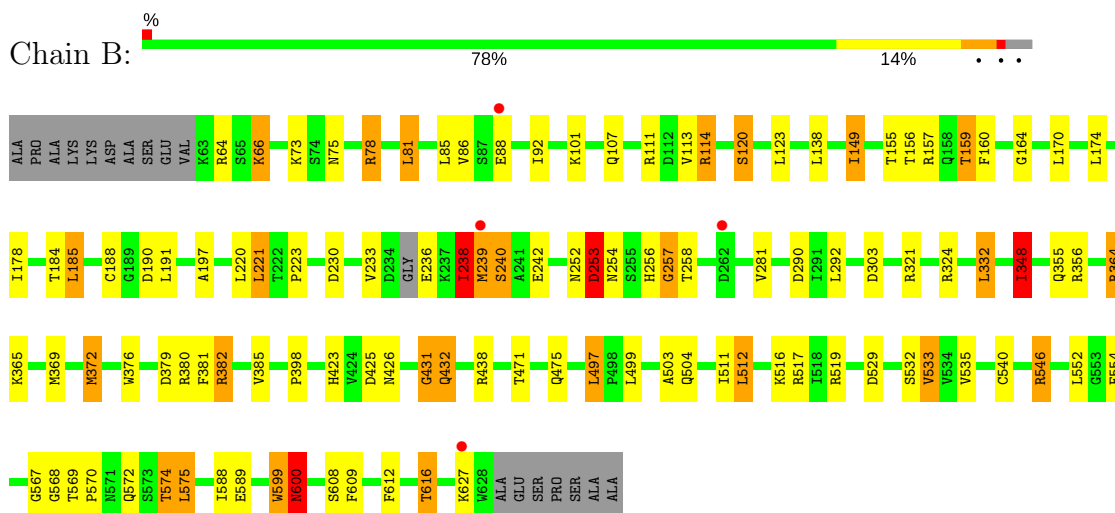 %
Chain B:
78% 14% • • •
ALA PRO ALA LYS LYS ASP ALA SER GLU VAL K63 R64 S65 K66 K73 S74 N75 R78 L81 L85 V86 S87 E88 I92 K101 Q107 R111 D112 V113 R114 S120 L123 L138 I149 T155 T156 R157 Q158 T159 F160 G164 L170 L174
I178 T184 L185 C188 G189 D190 L191 A197 L220 L221 T222 P223 D230 V233 D234 GLY E236 K237 I238 M239 S240 A241 E242 N252 D253 N254 S255 H256 G257 T258 D262 V281 D290 I291 L292 D303 R321 R324 L332 I348 Q355 R356
K365 M369 M372 W376 D379 R380 F381 R382 V385 P398 H423 V424 D425 N426 G431 Q432 R438 T471 Q475 L497 P498 L499 A503 Q504 I511 L512 K516 R517 I518 R519 D529 S532 V533 V534 V535 C540 R546 L552 G553
G567 G568 T569 P570 N571 Q572 S573 T574 L575 I588 E589 W599 N600 S608 F609 F612 T616 K627 W628 ALA GLU SER PRO SER ALA ALA